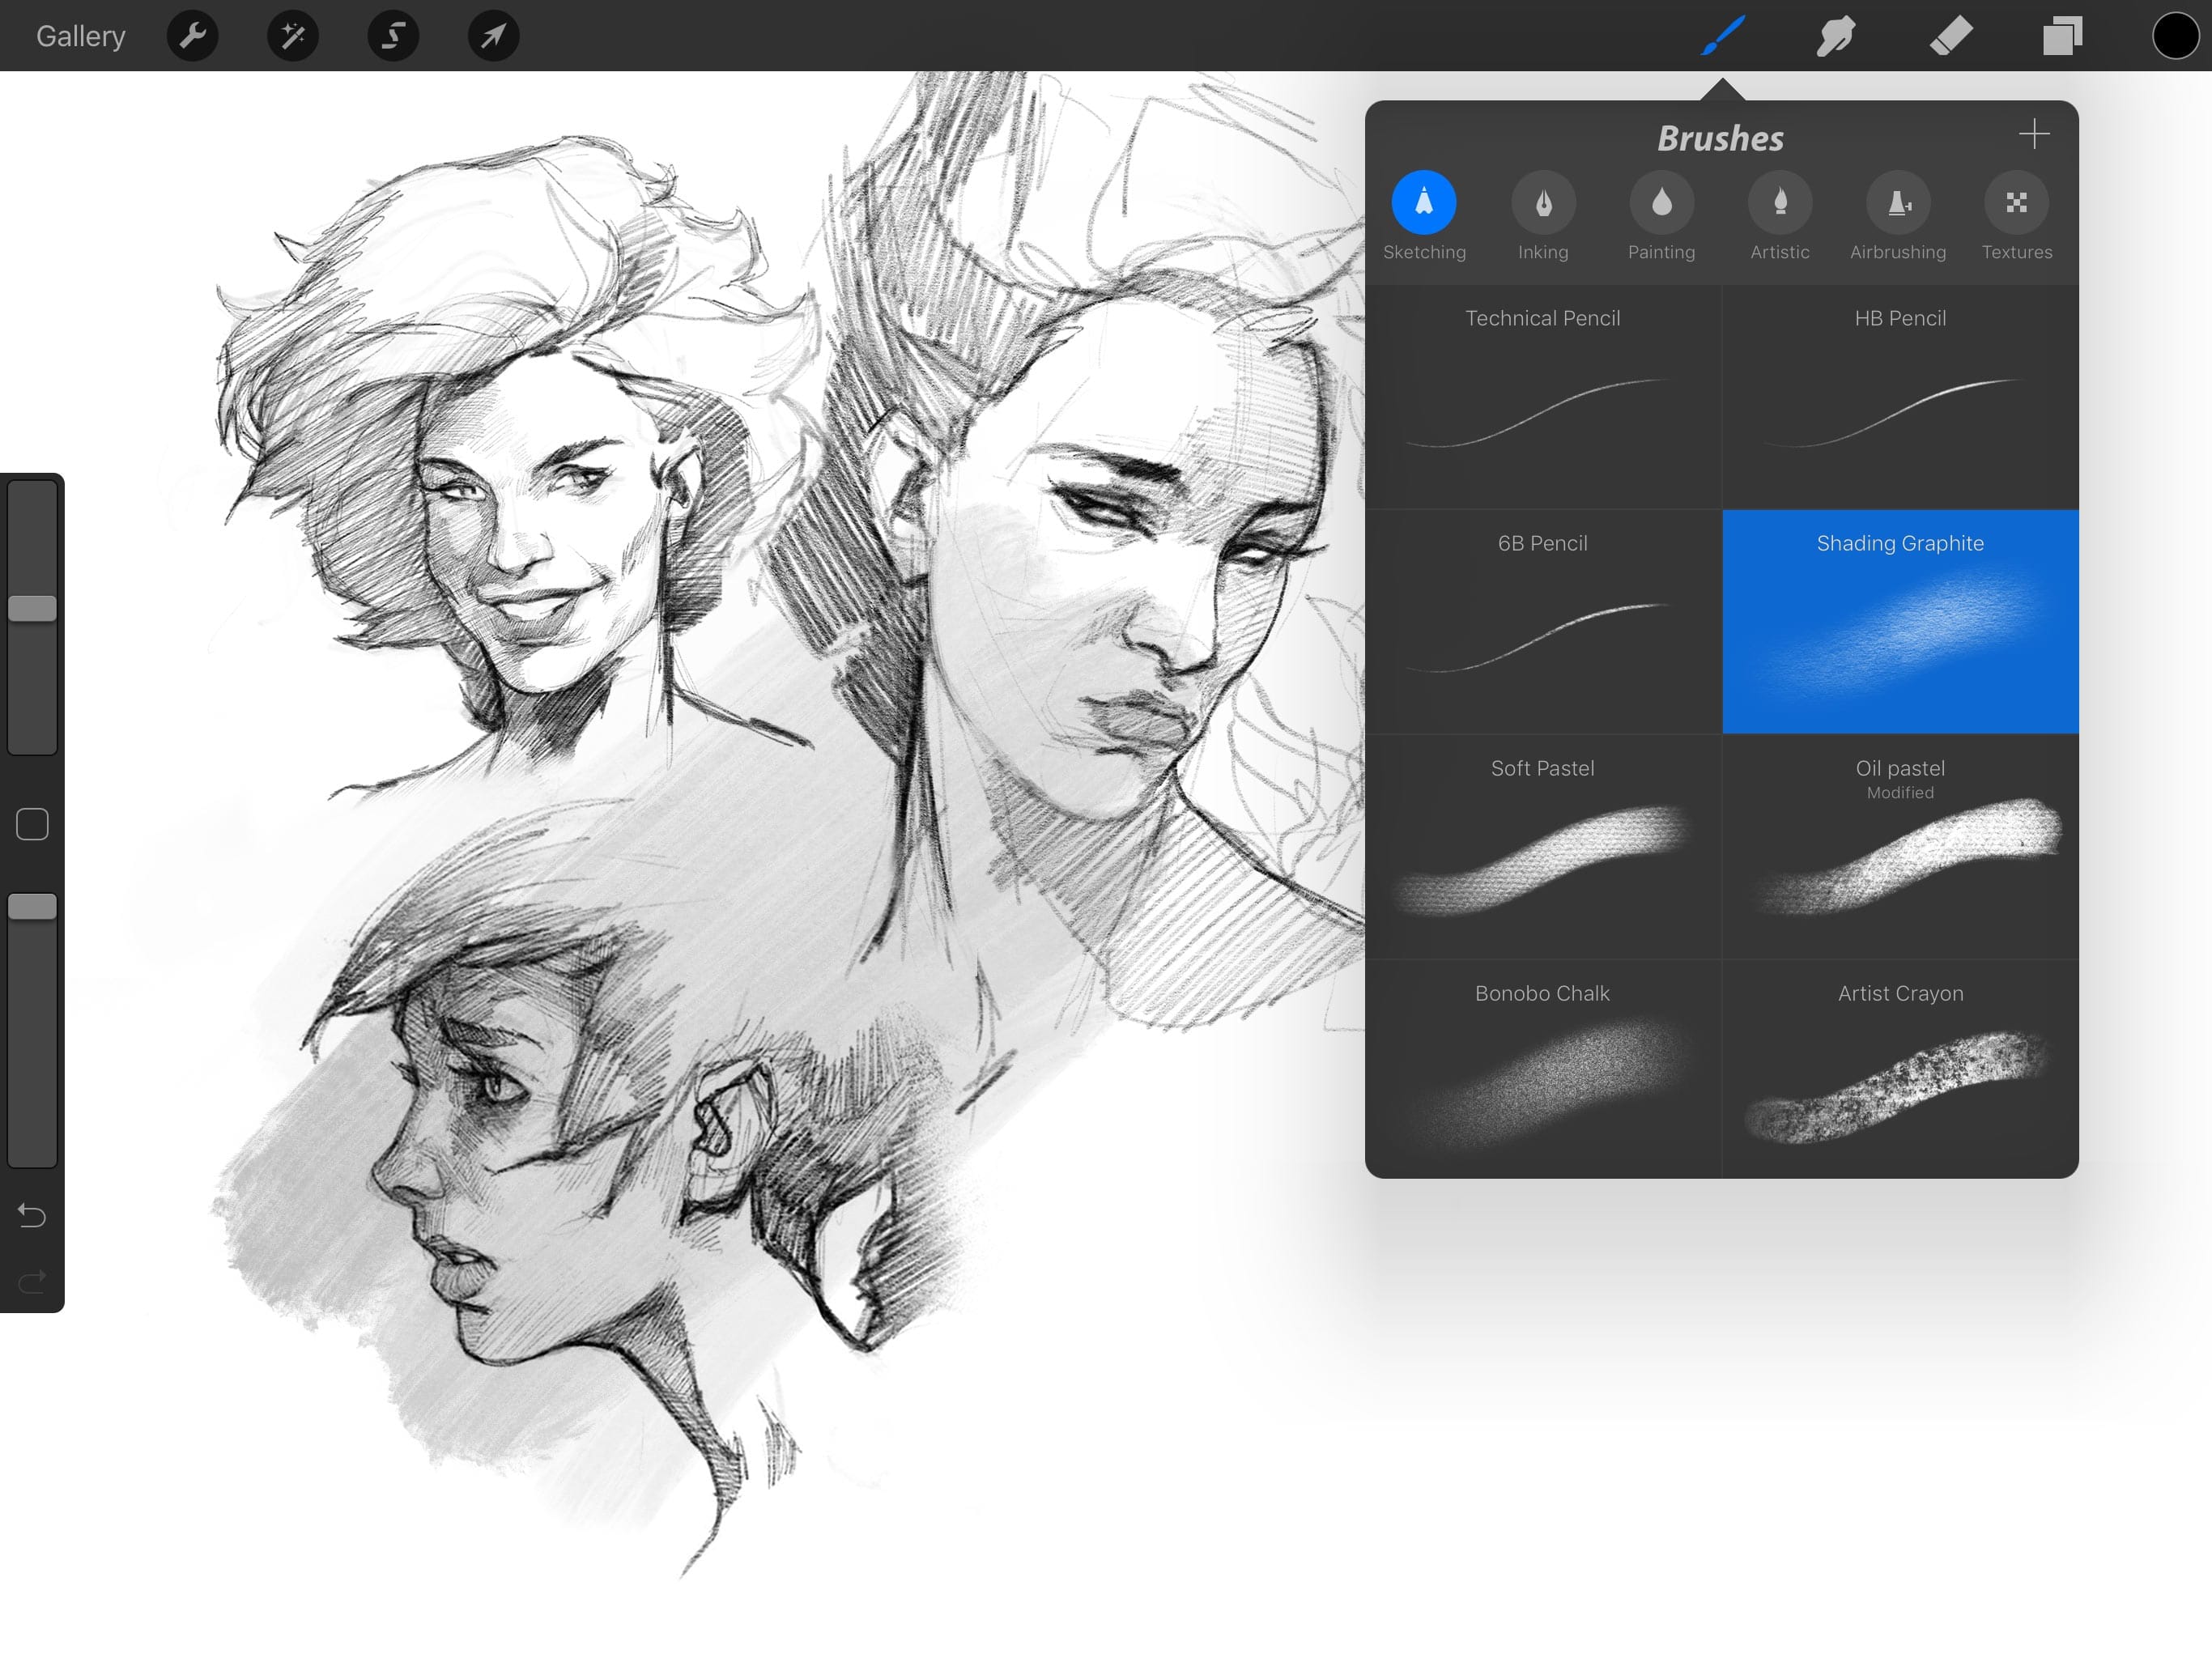 Gallery
Brushes
Sketching
Inking
Painting
Artistic
Airbrushing
Textures
Technical Pencil
HB Pencil
6B Pencil
Shading Graphite
Soft Pastel
Oil pastel
Modified
Bonobo Chalk
Artist Crayon